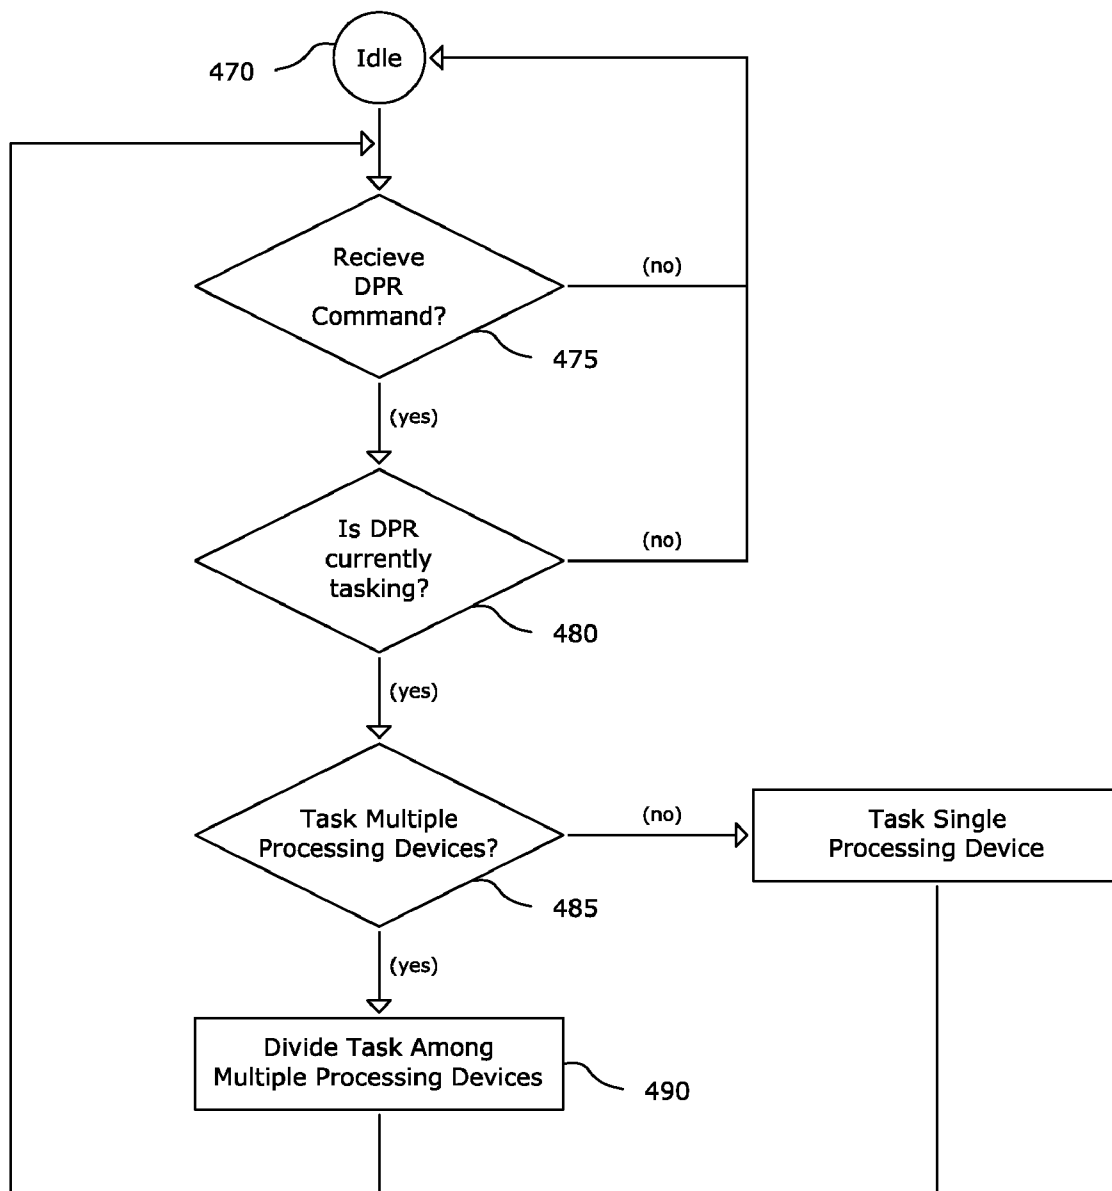 Idle
470
Recieve
DPR
Command?
(no)
475
(yes)
Is DPR
currently
tasking?
(no)
480
(yes)
Task Multiple
Processing Devices?
(no)
Task Single
Processing Device
485
(yes)
Divide Task Among
Multiple Processing Devices
490